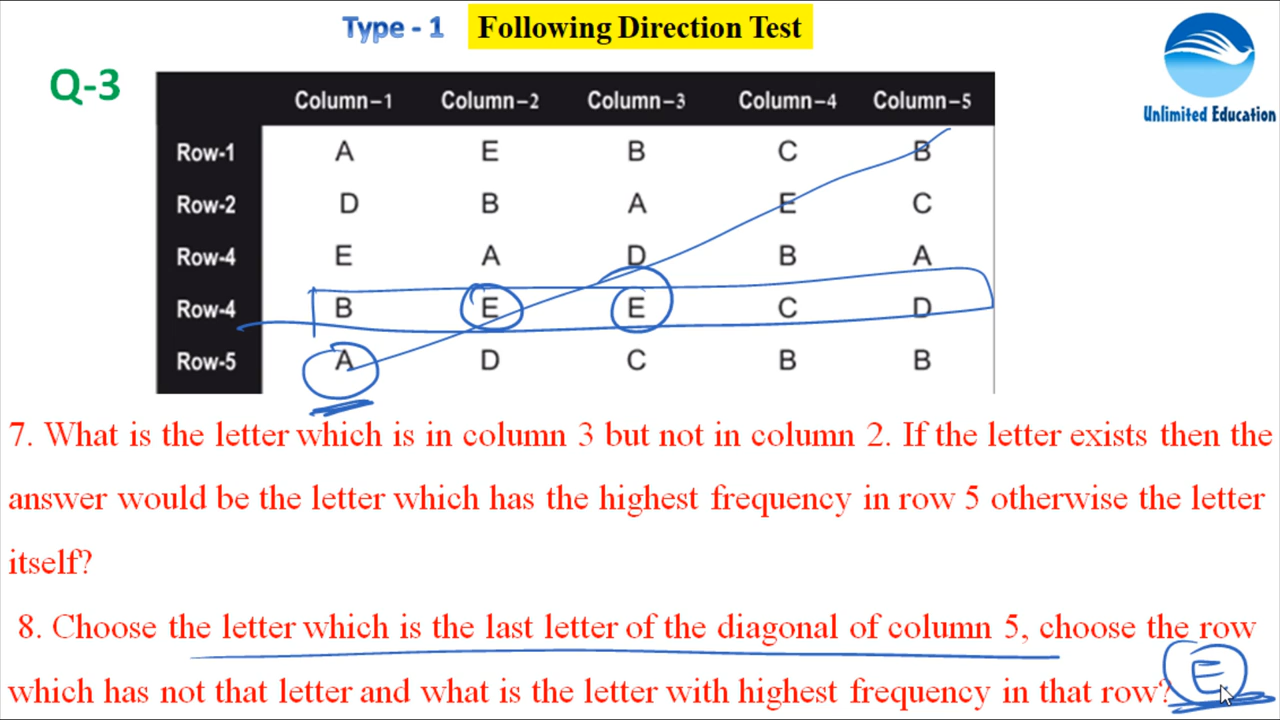 Type - 1 Following Direction Test
Unlimited Education
Q-3
Column-1 Column-2 Column-3 Column-4 Column-5
Row-1 A E B C B
Row-2 D B A E C
Row-4 E A D B A
Row-4 B E E C D
Row-5 A D C B B
7. What is the letter which is in column 3 but not in column 2. If the letter exists then the
answer would be the letter which has the highest frequency in row 5 otherwise the letter
itself?
8. Choose the letter which is the last letter of the diagonal of column 5, choose the row
which has not that letter and what is the letter with highest frequency in that row?
E